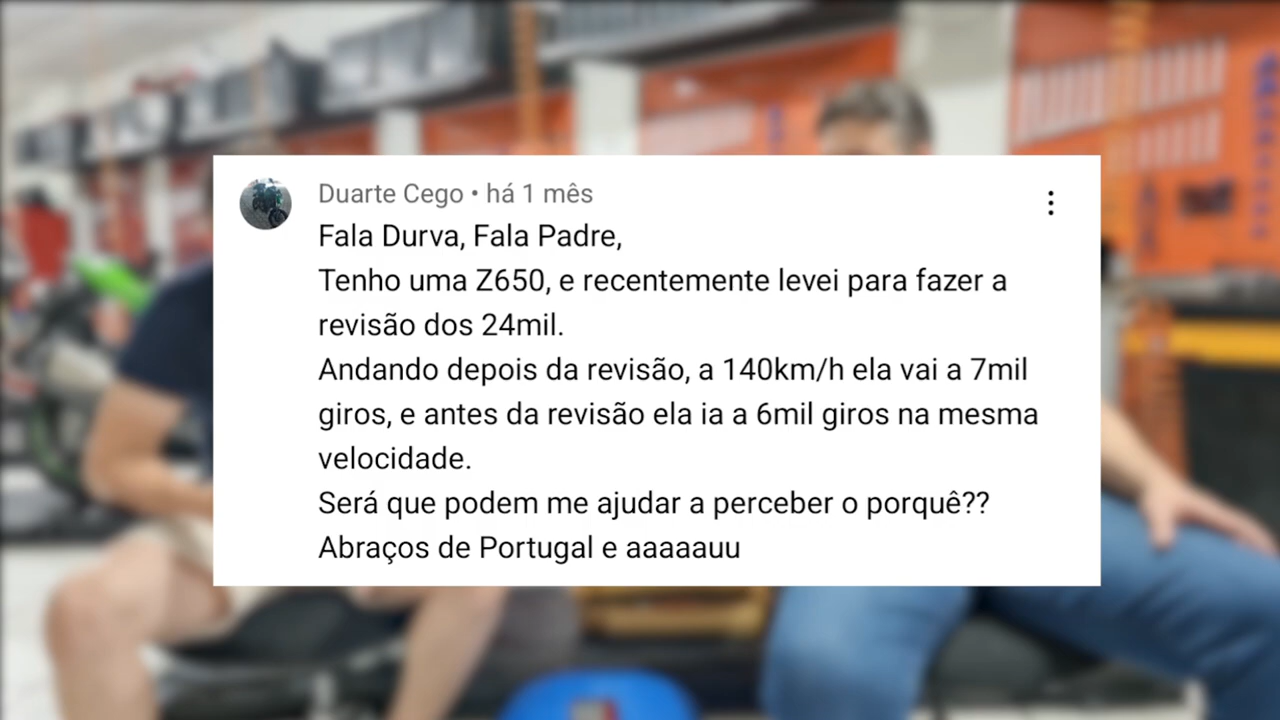 Duarte Cego • há 1 mês
Fala Durva, Fala Padre,
Tenho uma Z650, e recentemente levei para fazer a
revisão dos 24mil.
Andando depois da revisão, a 140km/h ela vai a 7mil
giros, e antes da revisão ela ia a 6mil giros na mesma
velocidade.
Será que podem me ajudar a perceber o porquê??
Abraços de Portugal e aaaaauu